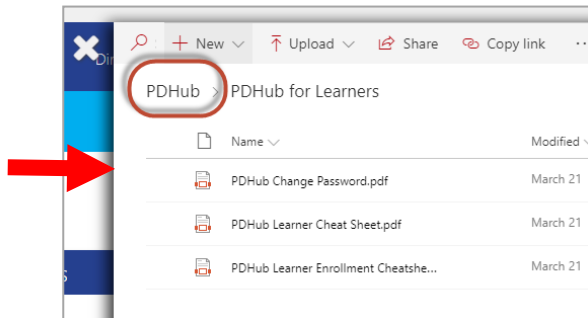 Dir
New Upload Share Copy link ...
PDHub > PDHub for Learners
Name Modified
PDHub Change Password.pdf March 21
PDHub Learner Cheat Sheet.pdf March 21
PDHub Learner Enrollment Cheatshe... March 21
S